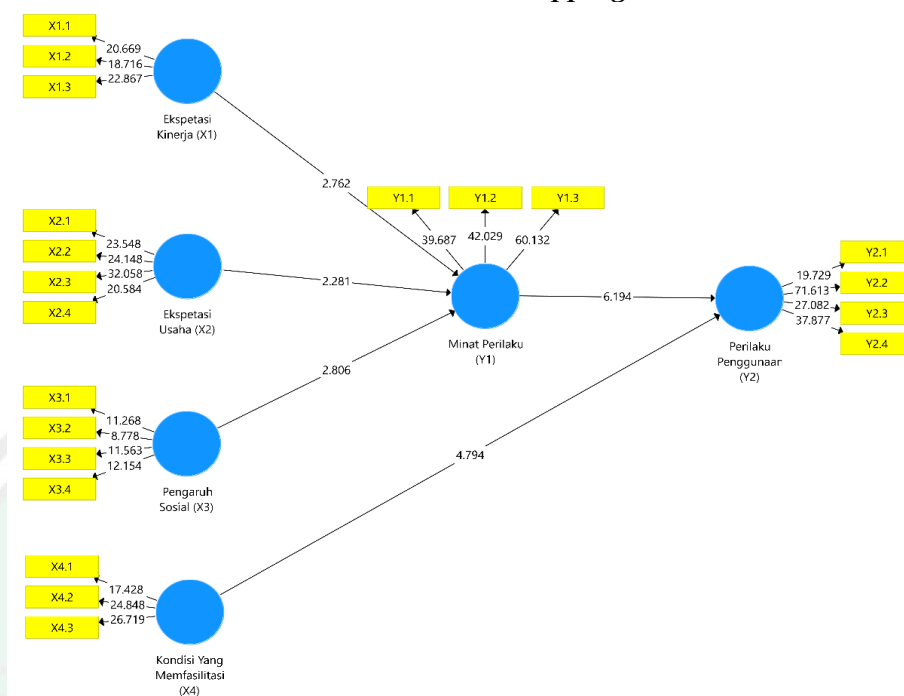 X1.1
X1.2
X1.3
20.669
18.716
22.867
Ekspetasi
Kinerja (X1)
2.762
X2.1
X2.2
X2.3
X2.4
23.548
24.148
32.058
20.584
Ekspetasi
Usaha (X2)
2.281
Y1.1
Y1.2
Y1.3
39.687
42.029
60.132
Minat Perilaku
(Y1)
6.194
Y2.1
Y2.2
Y2.3
Y2.4
19.729
71.613
27.082
37.877
Perilaku
Penggunaan
(Y2)
X3.1
X3.2
X3.3
X3.4
11.268
8.778
11.563
12.154
Pengaruh
Sosial (X3)
2.806
4.794
X4.1
X4.2
X4.3
17.428
24.848
26.719
Kondisi Yang
Memfasilitasi
(X4)